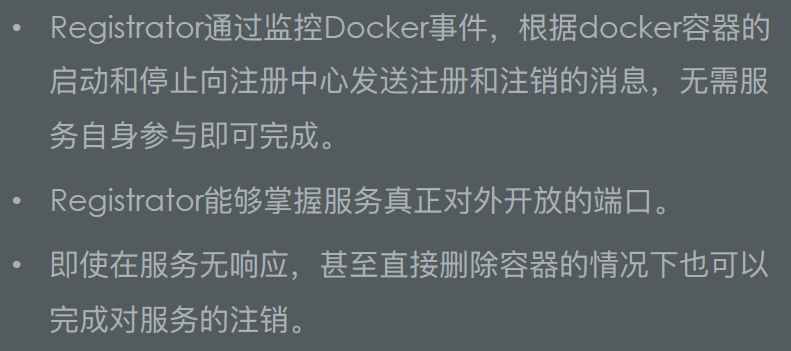 • Registrator通过监控Docker事件，根据docker容器的
启动和停止向注册中心发送注册和注销的消息，无需服
务自身参与即可完成。
• Registrator能够掌握服务真正对外开放的端口。
• 即使在服务无响应，甚至直接删除容器的情况下也可以
完成对服务的注销。